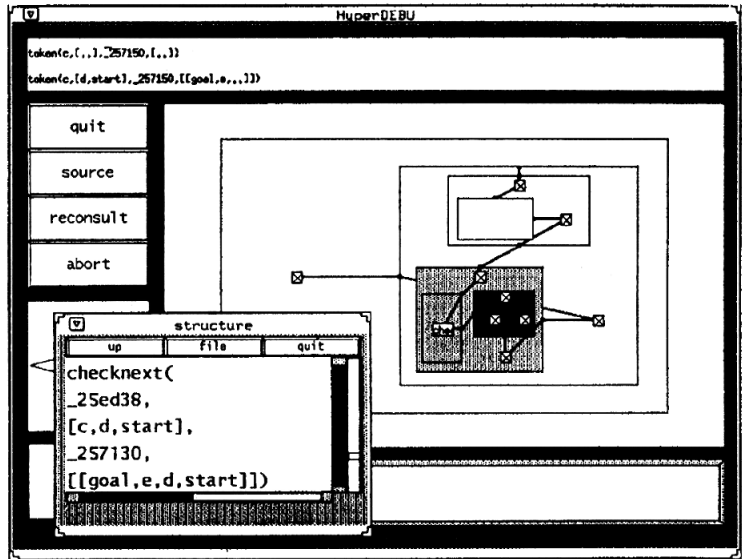 HyperDEBU
token(c,[,,],_257150,[,,])
token(c,[d,start],_257150,[[goal,e,,,]])
quit
source
reconsult
abort
structure
up file quit
checknext(
_25ed38,
[c,d,start],
_257130,
[[goal,e,d,start]])